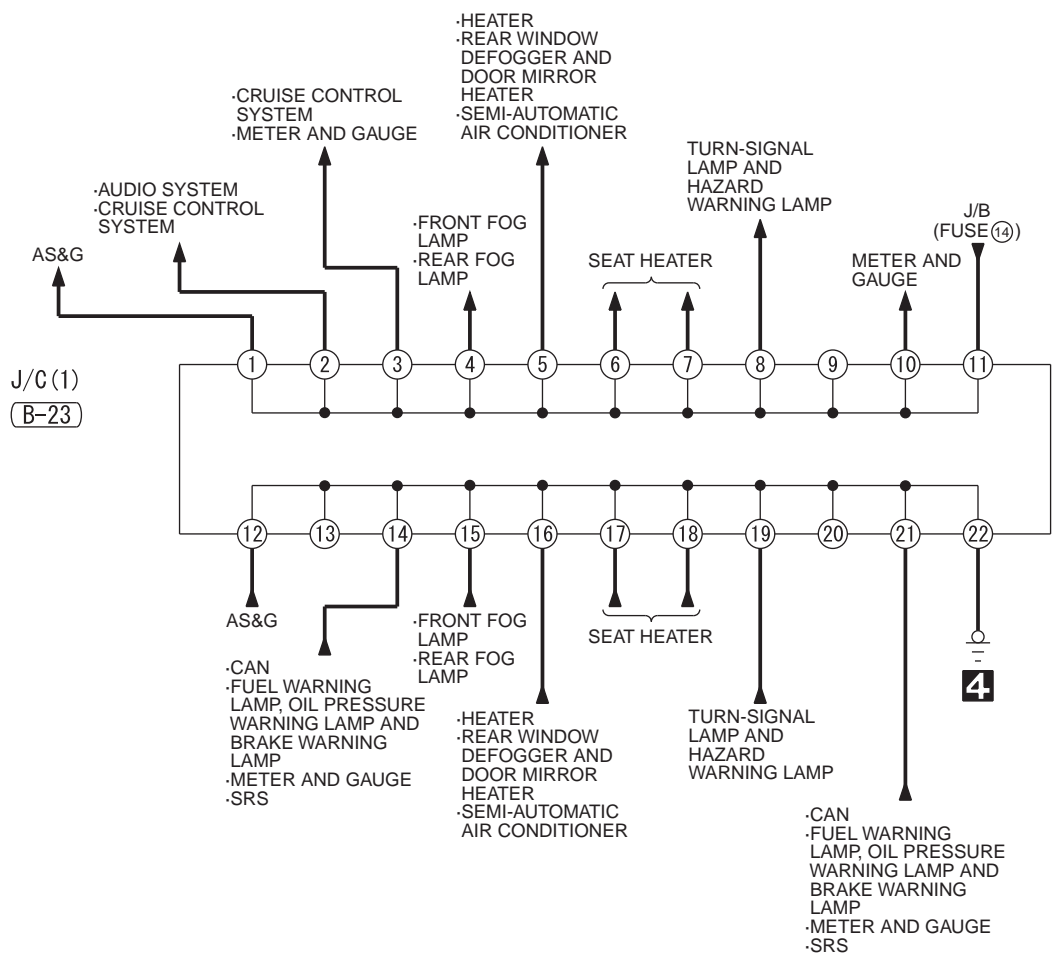 ·HEATER
·REAR WINDOW
DEFOGGER AND
DOOR MIRROR
HEATER
·SEMI-AUTOMATIC
AIR CONDITIONER
·CRUISE CONTROL
SYSTEM
·METER AND GAUGE
TURN-SIGNAL
LAMP AND
HAZARD
WARNING LAMP
·AUDIO SYSTEM
·CRUISE CONTROL
SYSTEM
J/B
(FUSE⑭)
·FRONT FOG
LAMP
·REAR FOG
LAMP
AS&G
SEAT HEATER
METER AND
GAUGE
1 2 3 4 5 6 7 8 9 10 11
J/C(1)
B-23
12 13 14 15 16 17 18 19 20 21 22
AS&G
·FRONT FOG
LAMP
·REAR FOG
LAMP
SEAT HEATER
4
·CAN
·FUEL WARNING
LAMP, OIL PRESSURE
WARNING LAMP AND
BRAKE WARNING
LAMP
·METER AND GAUGE
·SRS
·HEATER
·REAR WINDOW
DEFOGGER AND
DOOR MIRROR
HEATER
·SEMI-AUTOMATIC
AIR CONDITIONER
TURN-SIGNAL
LAMP AND
HAZARD
WARNING LAMP
·CAN
·FUEL WARNING
LAMP, OIL PRESSURE
WARNING LAMP AND
BRAKE WARNING
LAMP
·METER AND GAUGE
·SRS